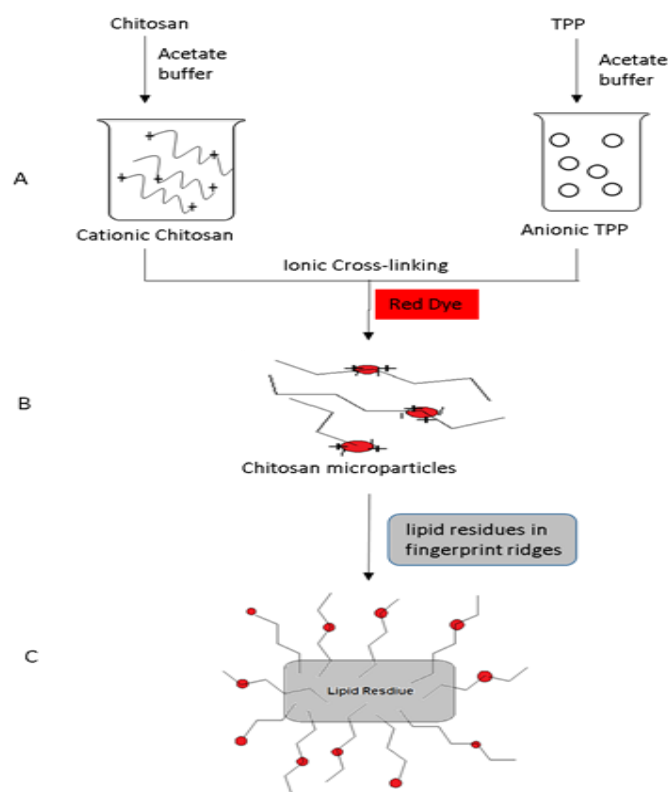 Chitosan
TPP
Acetate
buffer
Acetate
buffer
A
Cationic Chitosan
Anionic TPP
Ionic Cross-linking
Red Dye
B
Chitosan microparticles
lipid residues in
fingerprint ridges
C
Lipid Resdiue